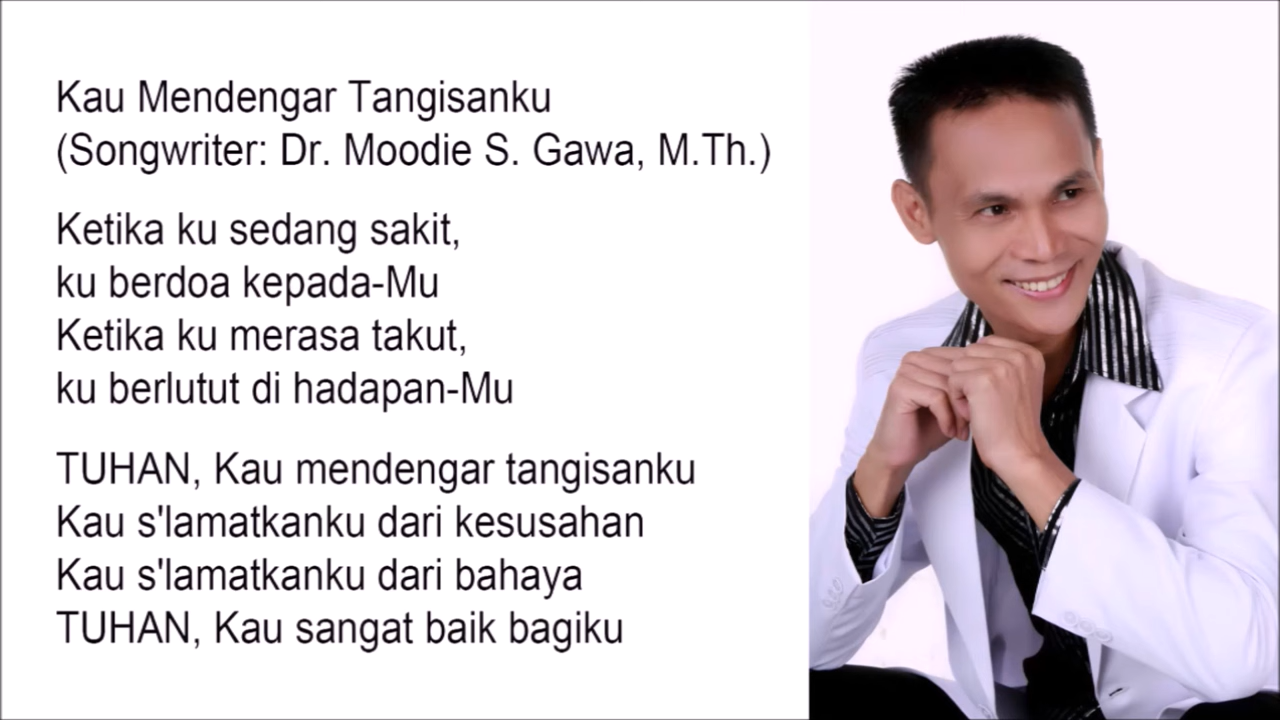 Kau Mendengar Tangisanku
(Songwriter: Dr. Moodie S. Gawa, M.Th.)
Ketika ku sedang sakit,
ku berdoa kepada-Mu
Ketika ku merasa takut,
ku berlutut di hadapan-Mu
TUHAN, Kau mendengar tangisanku
Kau s'lamatkanku dari kesusahan
Kau s'lamatkanku dari bahaya
TUHAN, Kau sangat baik bagiku